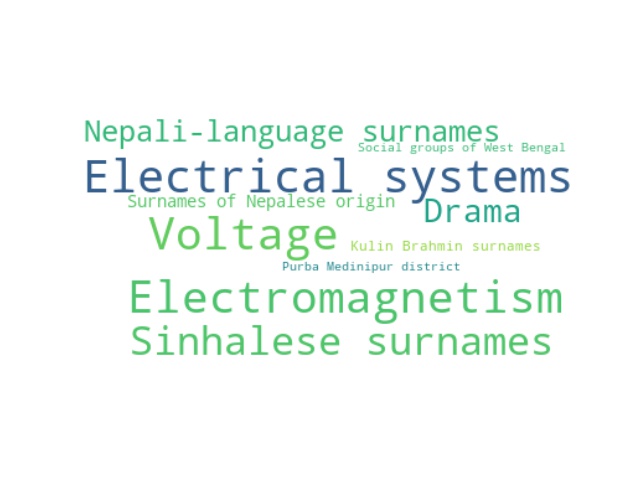 Nepali-language surnames
Social groups of West Bengal
Electrical systems
Surnames of Nepalese origin
Drama
Voltage
Kulin Brahmin surnames
Purba Medinipur district
Electromagnetism
Sinhalese surnames